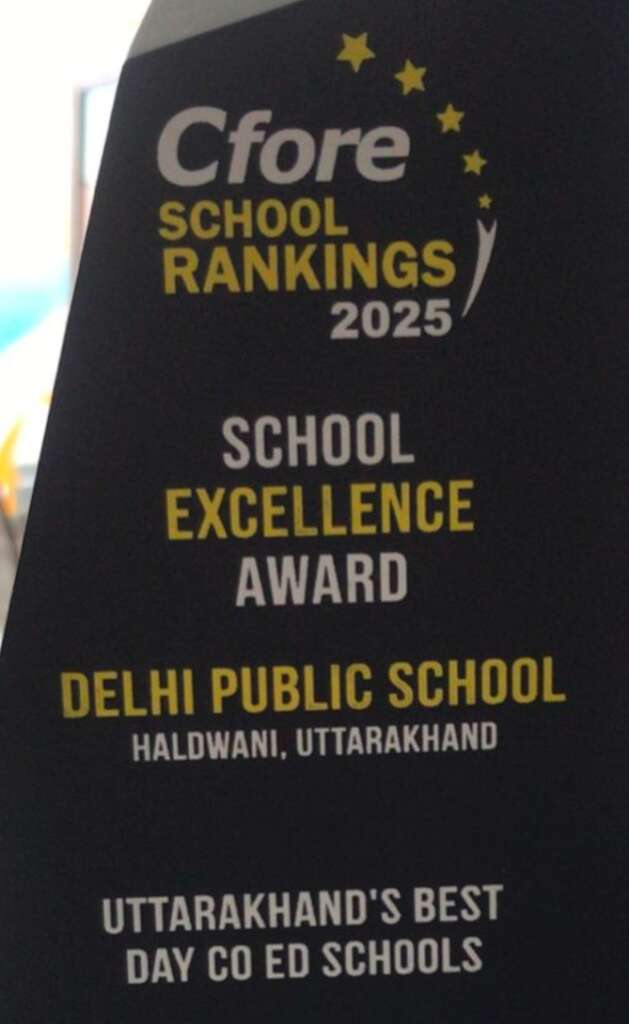 Cfore
SCHOOL
RANKINGS
2025
SCHOOL
EXCELLENCE
AWARD
DELHI PUBLIC SCHOOL
HALDWANI, UTTARAKHAND
UTTARAKHAND'S BEST
DAY CO ED SCHOOLS